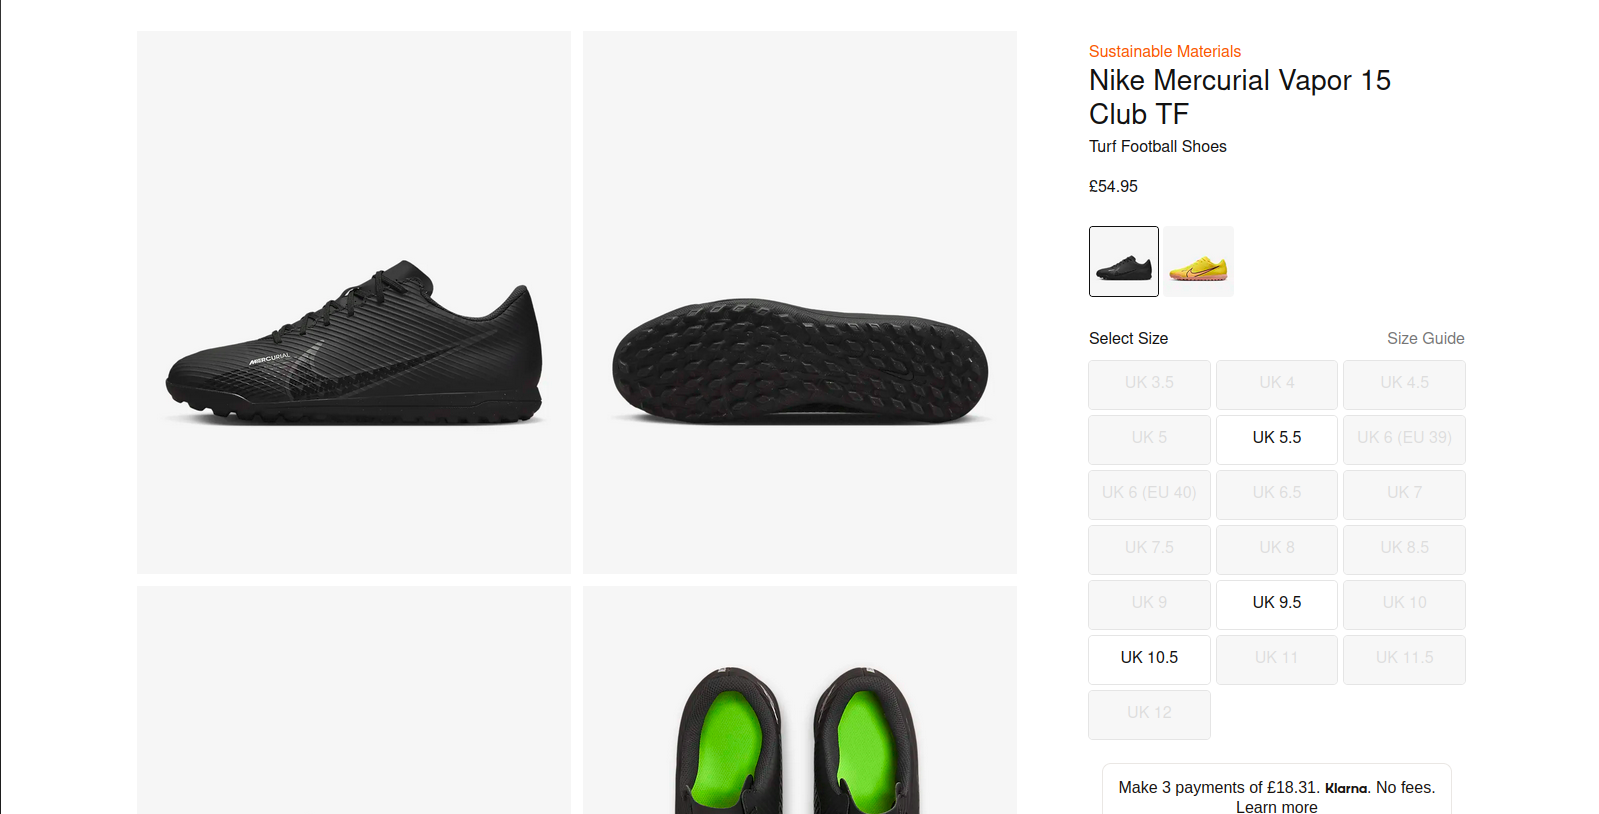 Sustainable Materials
Nike Mercurial Vapor 15
Club TF
Turf Football Shoes
£54.95
MERCURIAL
Select Size
Size Guide
UK 3.5
UK 4
UK 4.5
UK 5
UK 5.5
UK 6 (EU 39)
UK 6 (EU 40)
UK 6.5
UK 7
UK 7.5
UK 8
UK 8.5
UK 9
UK 9.5
UK 10
UK 10.5
UK 11
UK 11.5
UK 12
Make 3 payments of £18.31. Klarna. No fees.
Learn more